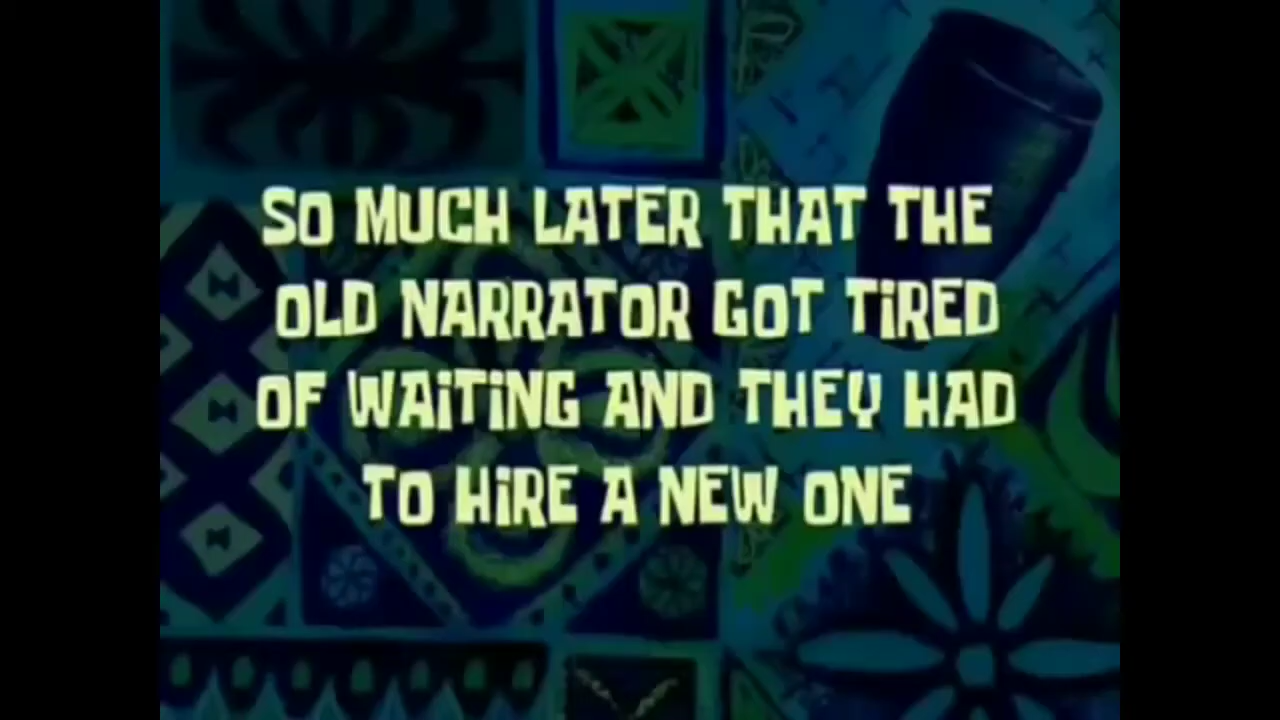 SO MUCH LATER THAT THE
OLD NARRATOR GOT TiRED
OF WAiTiNG AND THEY HAD
TO HiRE A NEW ONE